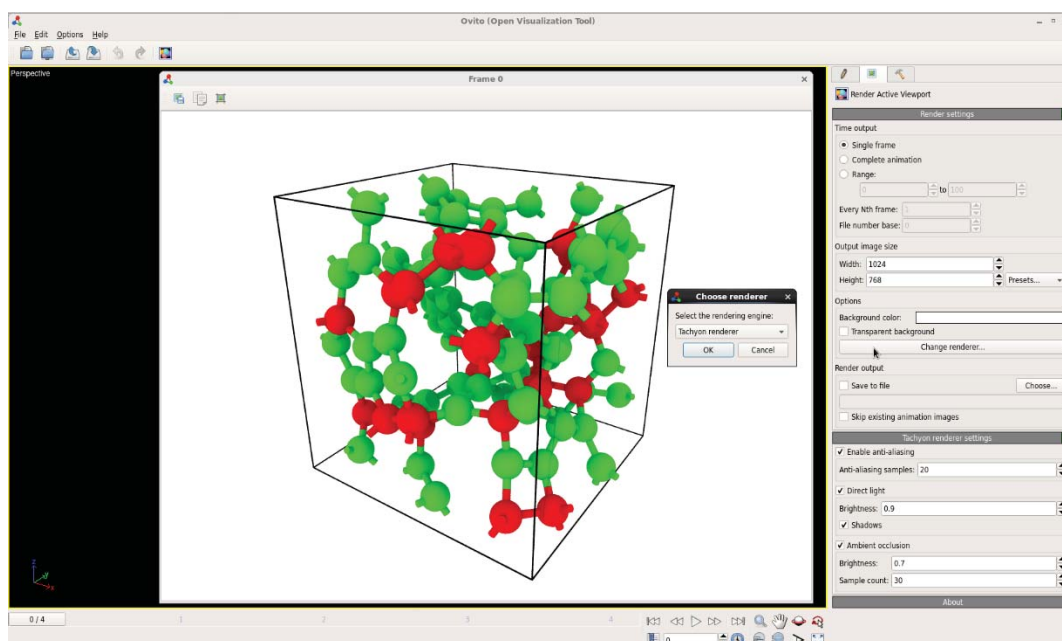 Ovito (Open Visualization Tool)
File Edit Options Help
Perspective
Frame 0
Render Active Viewport
Render settings
Time output
Single frame
Complete animation
Range:
0 to 100
Every Nth frame: 1
File number base: 0
Output image size
Width: 1024
Height: 768 Presets...
Options
Background color:
Transparent background
Change renderer...
Render output
Save to file Choose...
Skip existing animation images
Tachyon renderer settings
Enable anti-aliasing
Anti-aliasing samples: 20
Direct light
Brightness: 0.9
Shadows
Ambient occlusion
Brightness: 0.7
Sample count: 30
About
Choose renderer
Select the rendering engine:
Tachyon renderer
OK Cancel
z
y
x
0 / 4 1 2 3 4
0